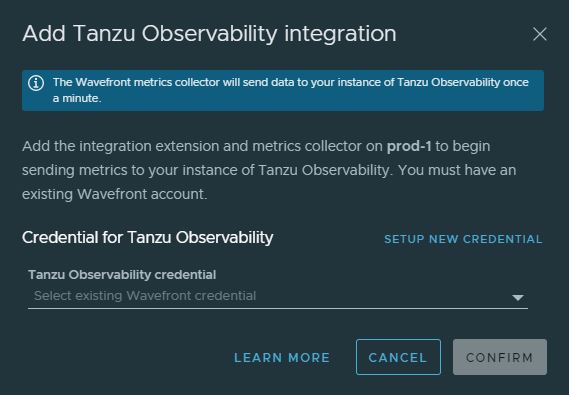 Add Tanzu Observability integration
The Wavefront metrics collector will send data to your instance of Tanzu Observability once
a minute.
Add the integration extension and metrics collector on prod-1 to begin
sending metrics to your instance of Tanzu Observability. You must have an
existing Wavefront account.
Credential for Tanzu Observability SETUP NEW CREDENTIAL
Tanzu Observability credential
Select existing Wavefront credential
LEARN MORE CANCEL CONFIRM